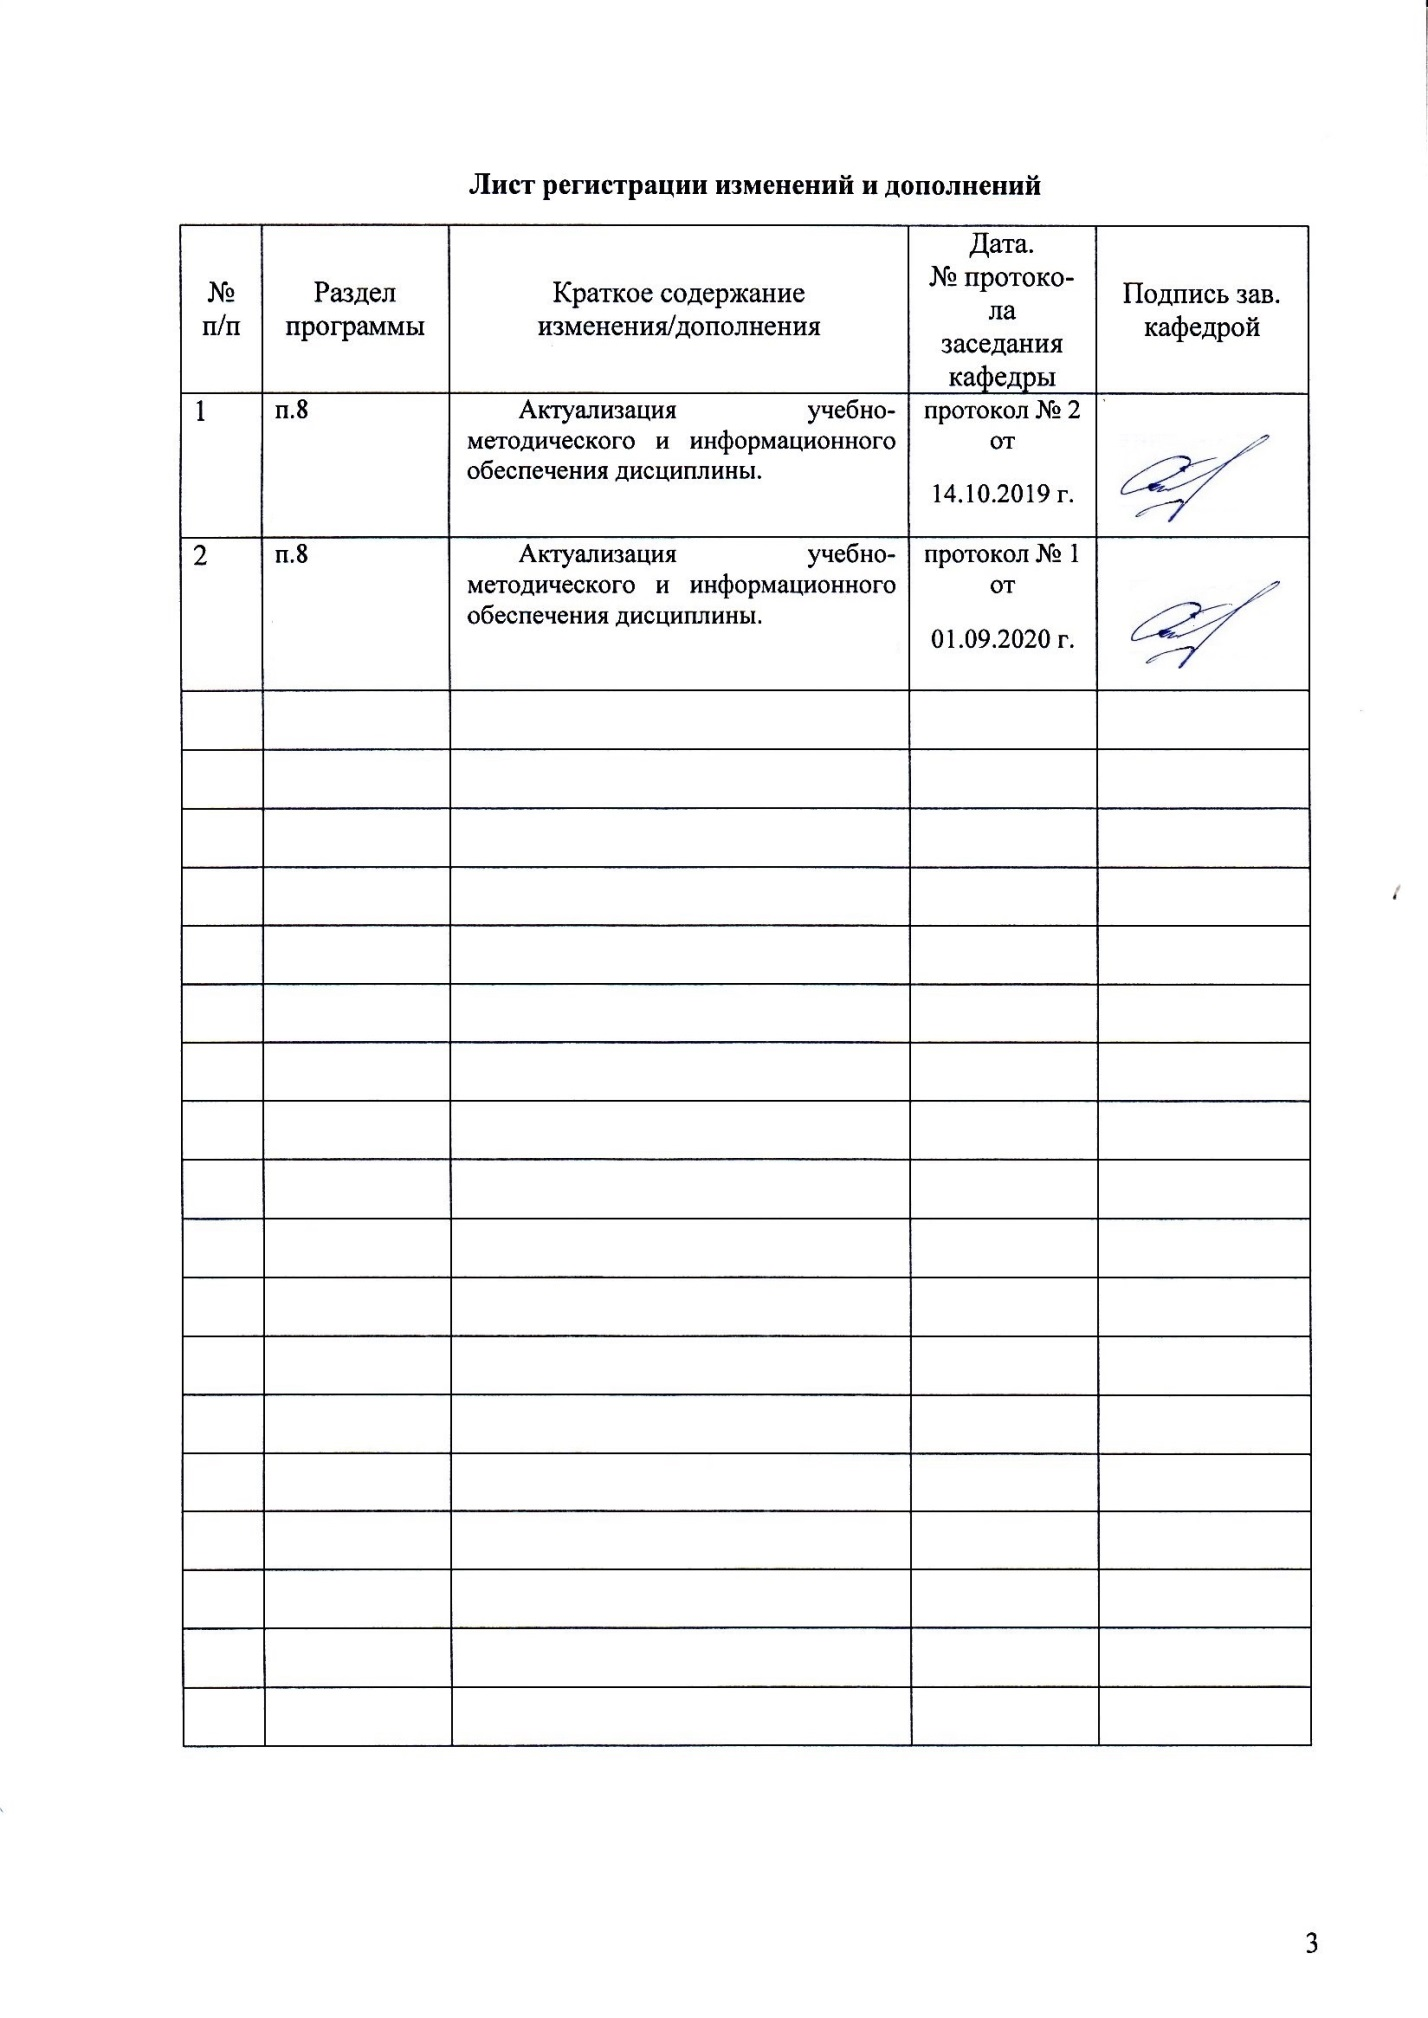 Лист регистрации изменений и дополнений
№
п/п
Раздел
программы
Краткое содержание
изменения/дополнения
Дата.
№ протоко-
ла
заседания
кафедры
Подпись зав.
кафедрой
1
п.8
Актуализация учебно-
методического и информационного
обеспечения дисциплины.
протокол № 2
от
14.10.2019 г.
2
п.8
Актуализация учебно-
методического и информационного
обеспечения дисциплины.
протокол № 1
от
01.09.2020 г.
3